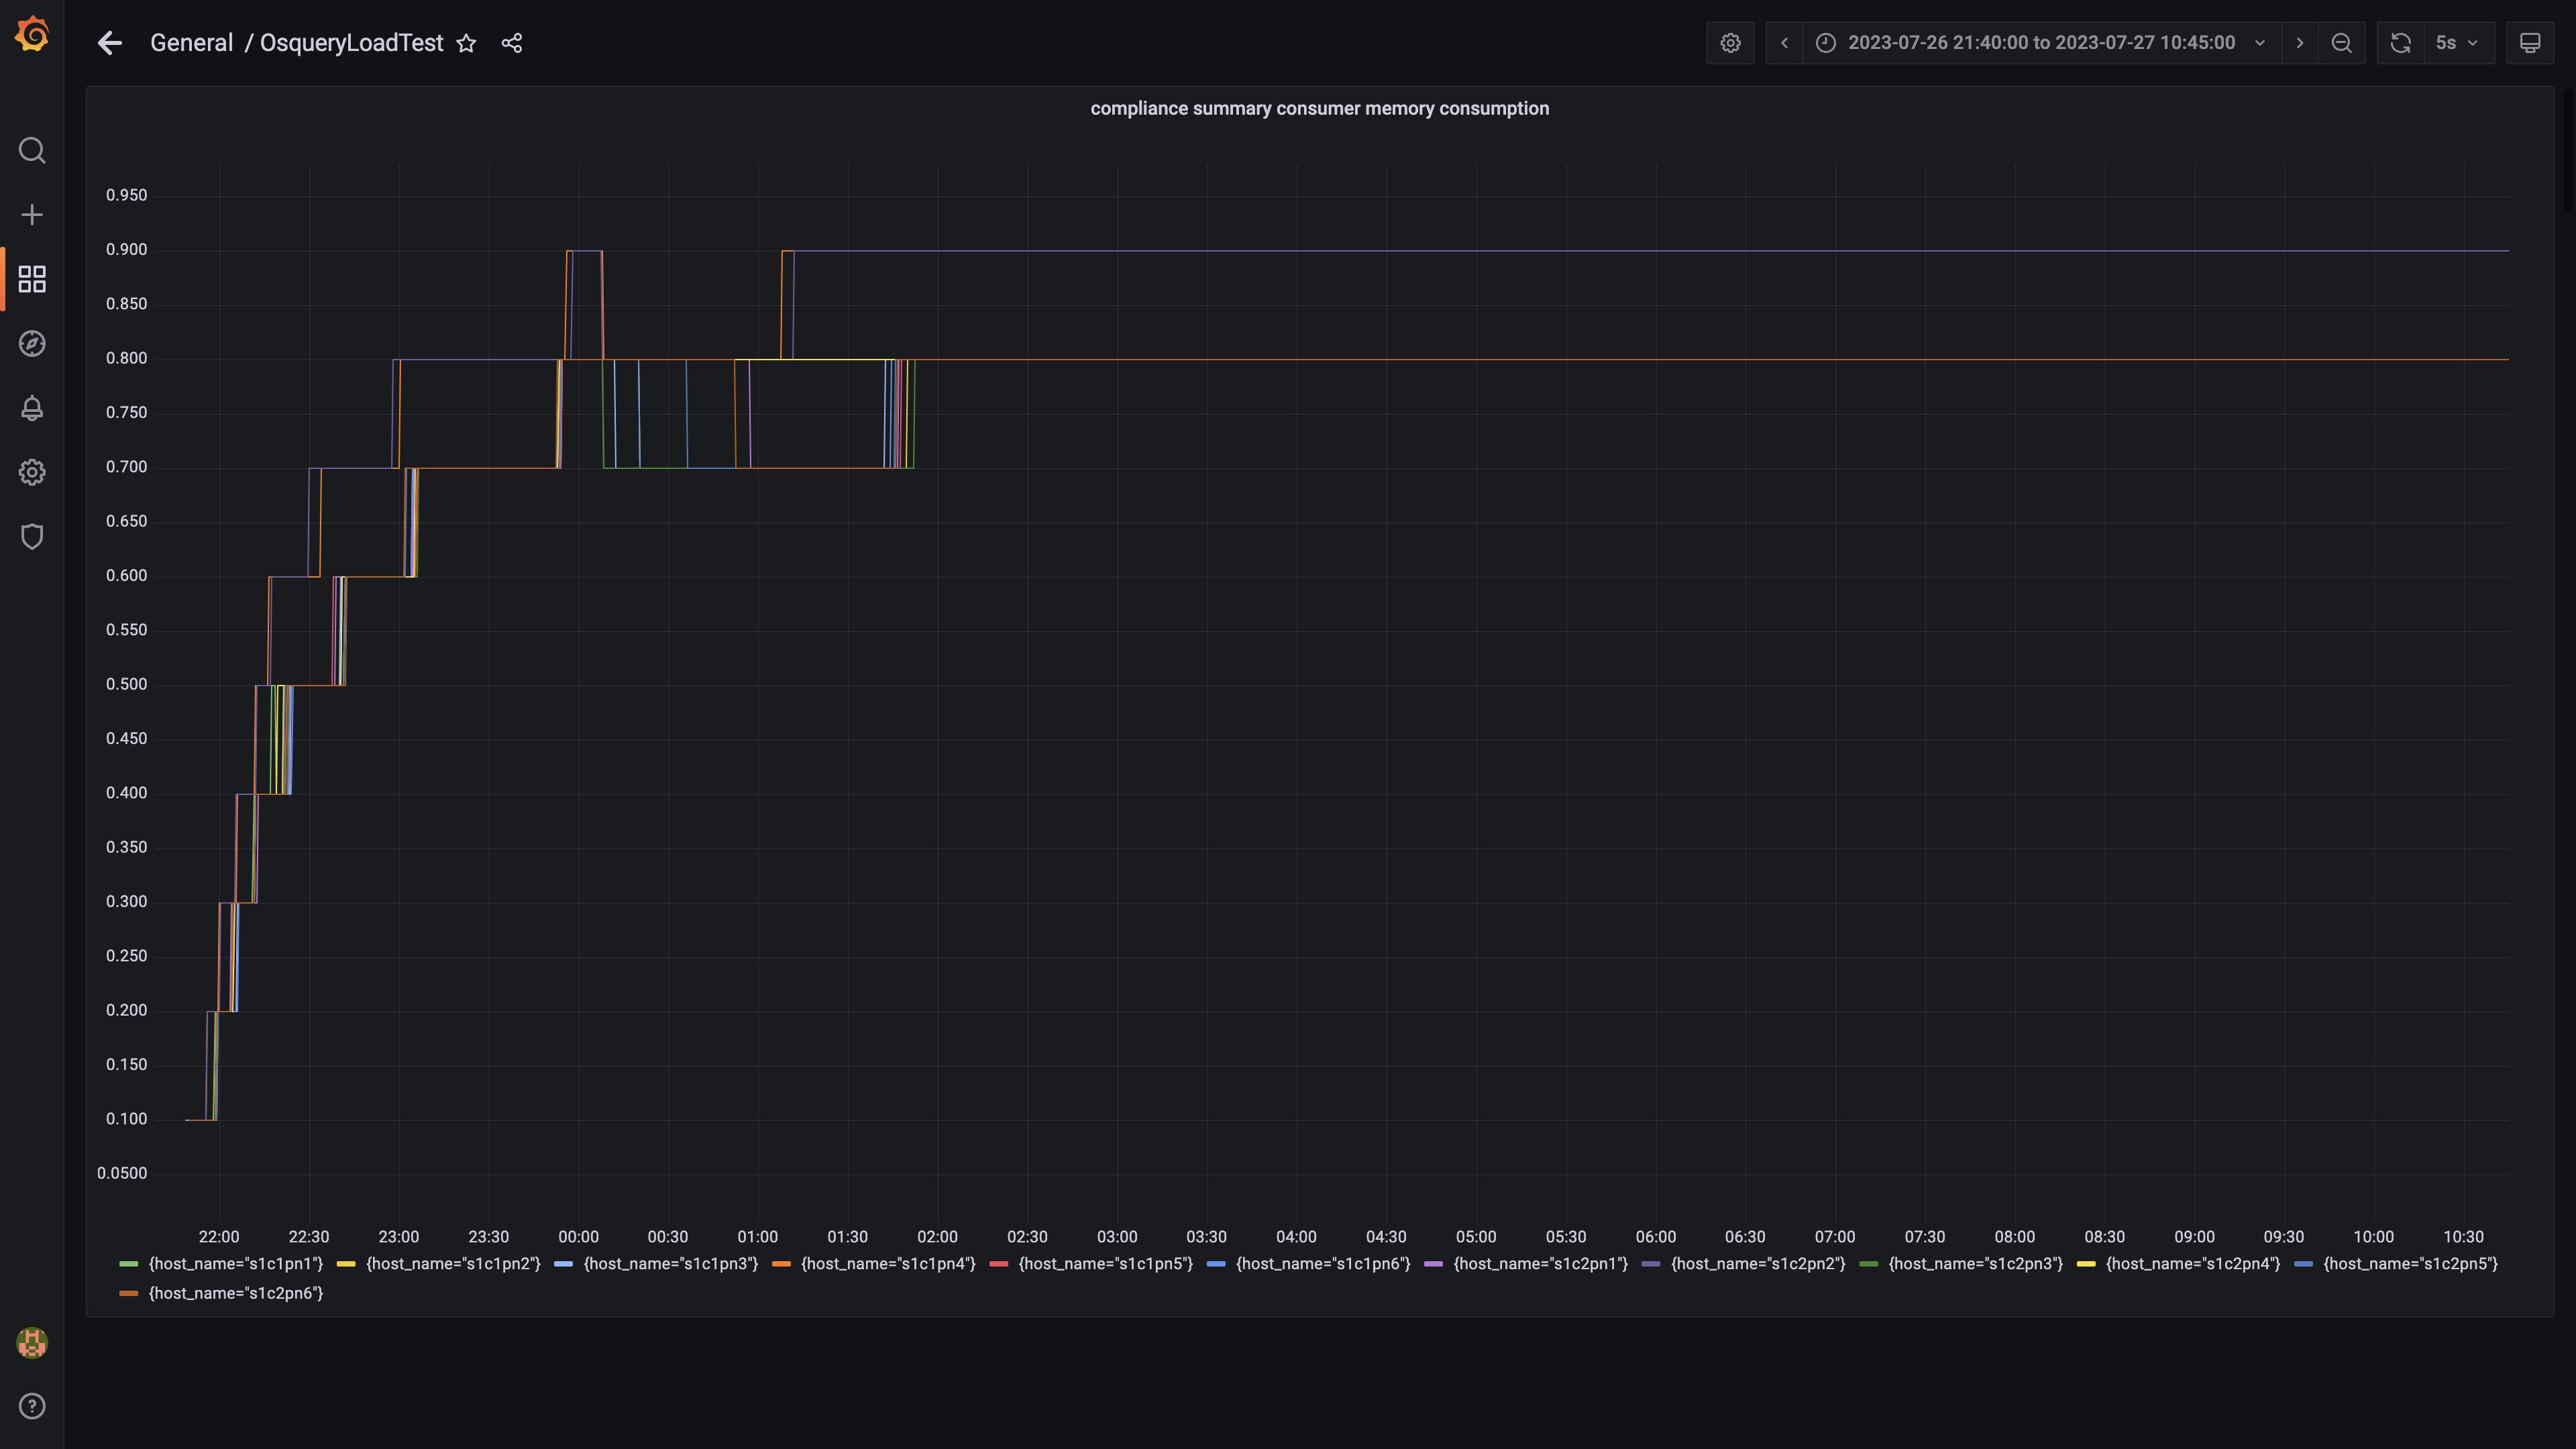 General / OsqueryLoadTest
2023-07-26 21:40:00 to 2023-07-27 10:45:00
5s
compliance summary consumer memory consumption
0.950
0.900
0.850
0.800
0.750
0.700
0.650
0.600
0.550
0.500
0.450
0.400
0.350
0.300
0.250
0.200
0.150
0.100
0.0500
22:00 22:30 23:00 23:30 00:00 00:30 01:00 01:30 02:00 02:30 03:00 03:30 04:00 04:30 05:00 05:30 06:00 06:30 07:00 07:30 08:00 08:30 09:00 09:30 10:00 10:30
{host_name="s1c1pn1"} {host_name="s1c1pn2"} {host_name="s1c1pn3"} {host_name="s1c1pn4"} {host_name="s1c1pn5"} {host_name="s1c1pn6"} {host_name="s1c2pn1"} {host_name="s1c2pn2"} {host_name="s1c2pn3"} {host_name="s1c2pn4"} {host_name="s1c2pn5"}
{host_name="s1c2pn6"}